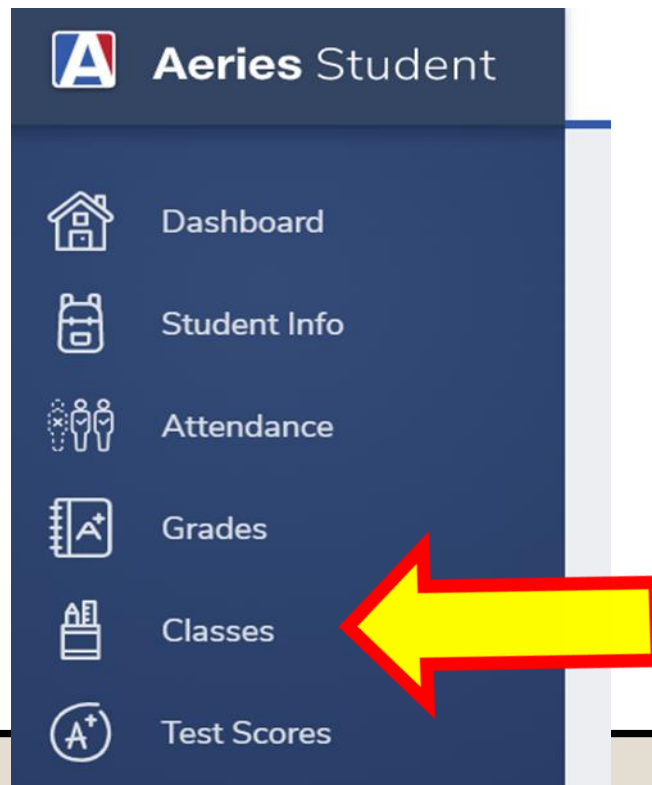 A Aeries Student
Dashboard
Student Info
Attendance
A+ Grades
Classes
A+ Test Scores